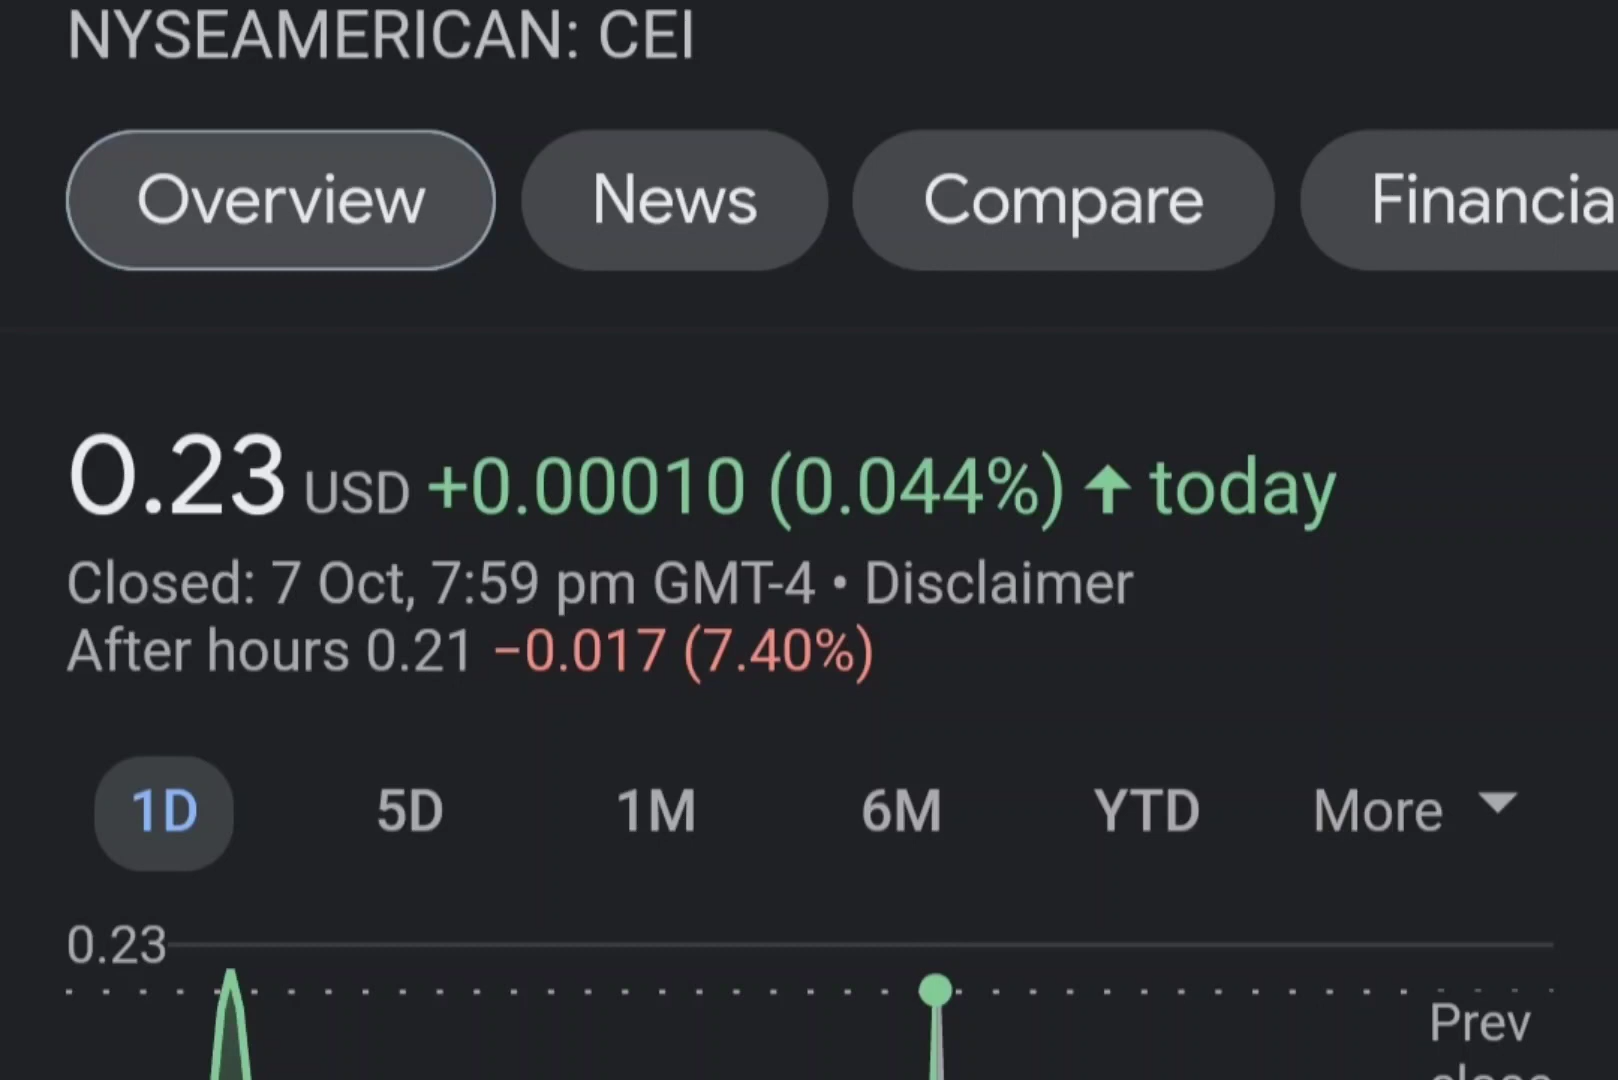 NYSEAMERICAN: CEI
Overview News Compare Financia
0.23 USD +0.00010 (0.044%) ↑ today
Closed: 7 Oct, 7:59 pm GMT-4 • Disclaimer
After hours 0.21 −0.017 (7.40%)
1D 5D 1M 6M YTD More
0.23
Prev